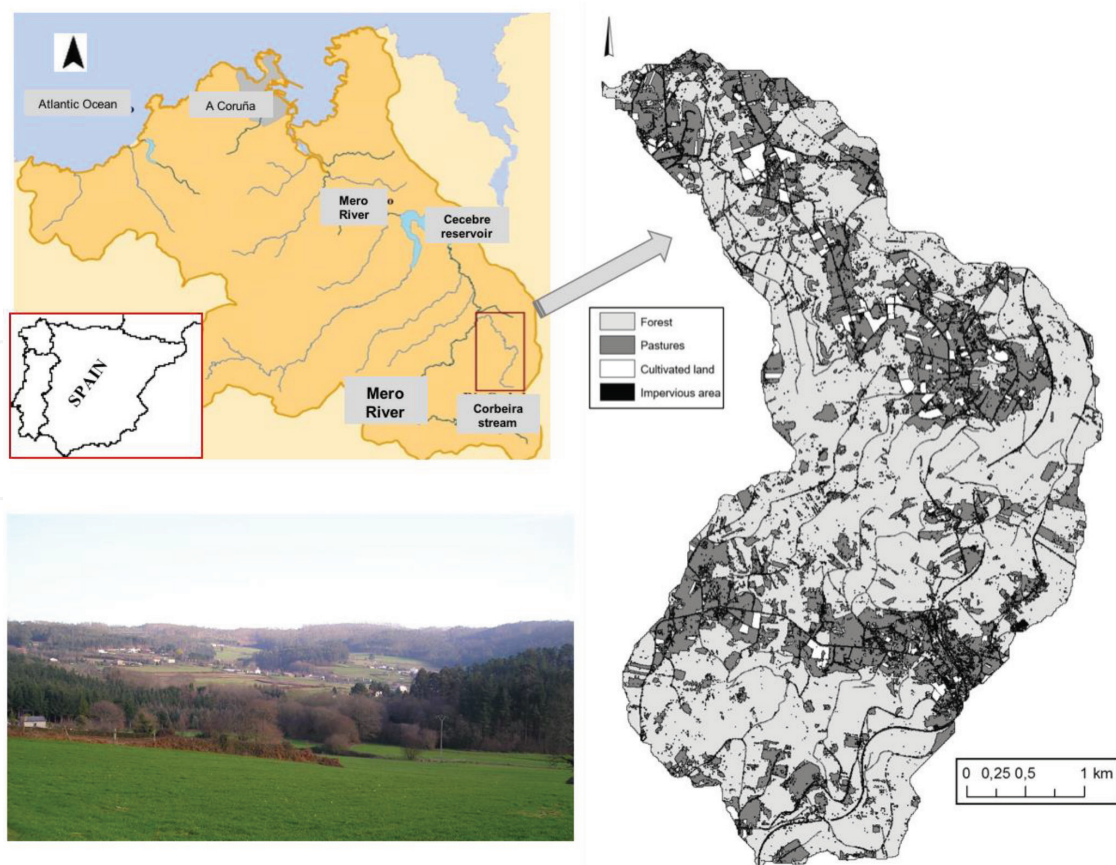 Atlantic Ocean
A Coruña
Mero
River
Cecebre
reservoir
SPAIN
Mero
River
Corbeira
stream
Forest
Pastures
Cultivated land
Impervious area
0 0,25 0,5 1 km